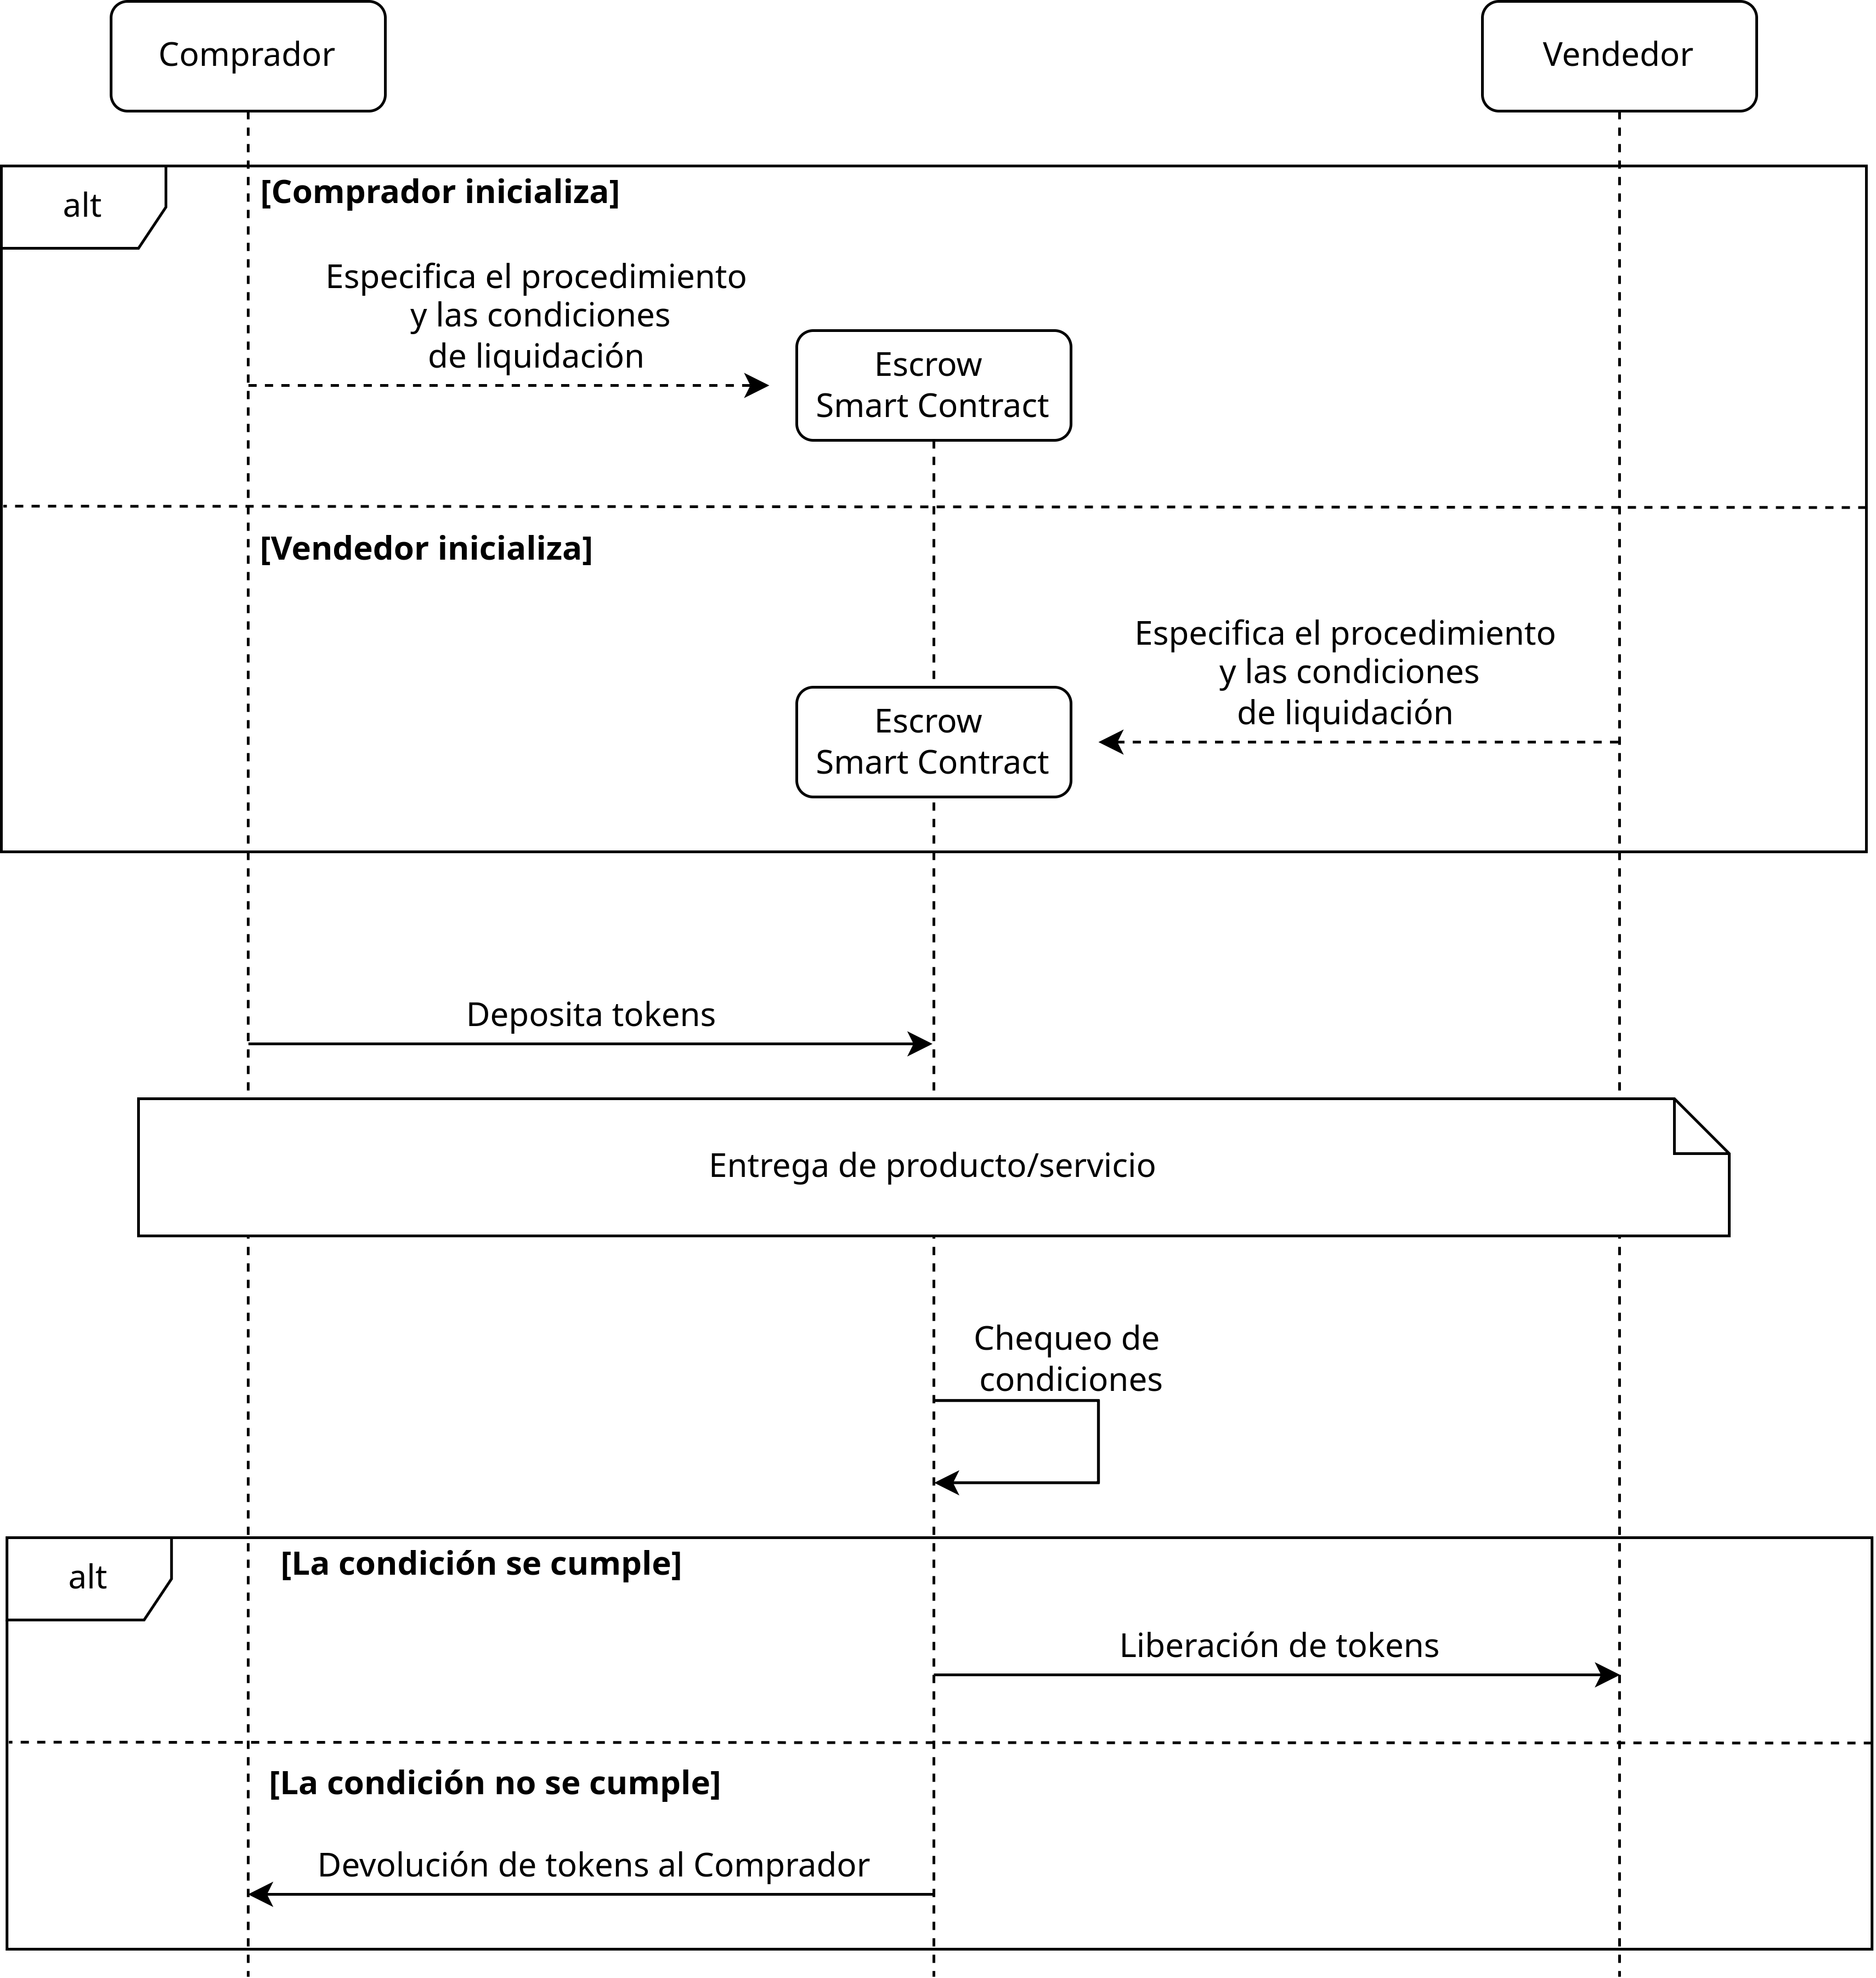 Comprador
Vendedor
alt
[Comprador inicializa]
Especifica el procedimiento
y las condiciones
de liquidación
Escrow
Smart Contract
[Vendedor inicializa]
Especifica el procedimiento
y las condiciones
de liquidación
Escrow
Smart Contract
Deposita tokens
Entrega de producto/servicio
Chequeo de
condiciones
alt
[La condición se cumple]
Liberación de tokens
[La condición no se cumple]
Devolución de tokens al Comprador